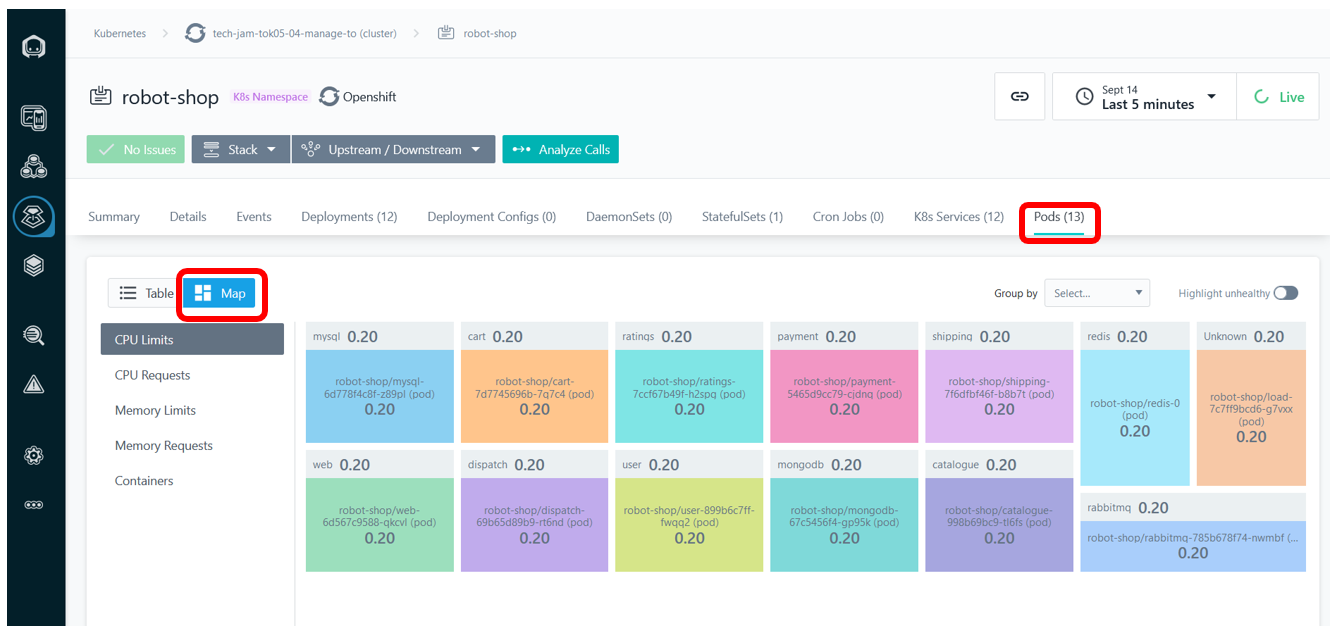 Kubernetes
tech-jam-tok05-04-manage-to (cluster)
robot-shop
robot-shop K8s Namespace Openshift
Sept 14
Last 5 minutes
Live
No Issues
Stack
Upstream / Downstream
Analyze Calls
Summary
Details
Events
Deployments (12)
Deployment Configs (0)
DaemonSets (0)
StatefulSets (1)
Cron Jobs (0)
K8s Services (12)
Pods (13)
Table
Map
Group by
Select...
Highlight unhealthy
CPU Limits
CPU Requests
Memory Limits
Memory Requests
Containers
mysql 0.20
robot-shop/mysql-
6d778f4c8f-z89pl (pod)
0.20
cart 0.20
robot-shop/cart-
7d7745696b-7q7c4 (pod)
0.20
ratings 0.20
robot-shop/ratings-
7ccf67b49f-h2spq (pod)
0.20
payment 0.20
robot-shop/payment-
5465d9cc79-cjdnq (pod)
0.20
shipping 0.20
robot-shop/shipping-
7f6dfbf46f-b8b7t (pod)
0.20
redis 0.20
robot-shop/redis-0
(pod)
0.20
Unknown 0.20
robot-shop/load-
7c7ff9bcd6-g7vxx
(pod)
0.20
web 0.20
robot-shop/web-
6d567c9588-qkcvl (pod)
0.20
dispatch 0.20
robot-shop/dispatch-
69b65d89b9-rt6nd (pod)
0.20
user 0.20
robot-shop/user-899b6c7ff-
fwqq2 (pod)
0.20
mongodb 0.20
robot-shop/mongodb-
67c5456f4-gp95k (pod)
0.20
catalogue 0.20
robot-shop/catalogue-
998b69bc9-tl6fs (pod)
0.20
rabbitmq 0.20
robot-shop/rabbitmq-785b678f74-nwmbf (...
0.20